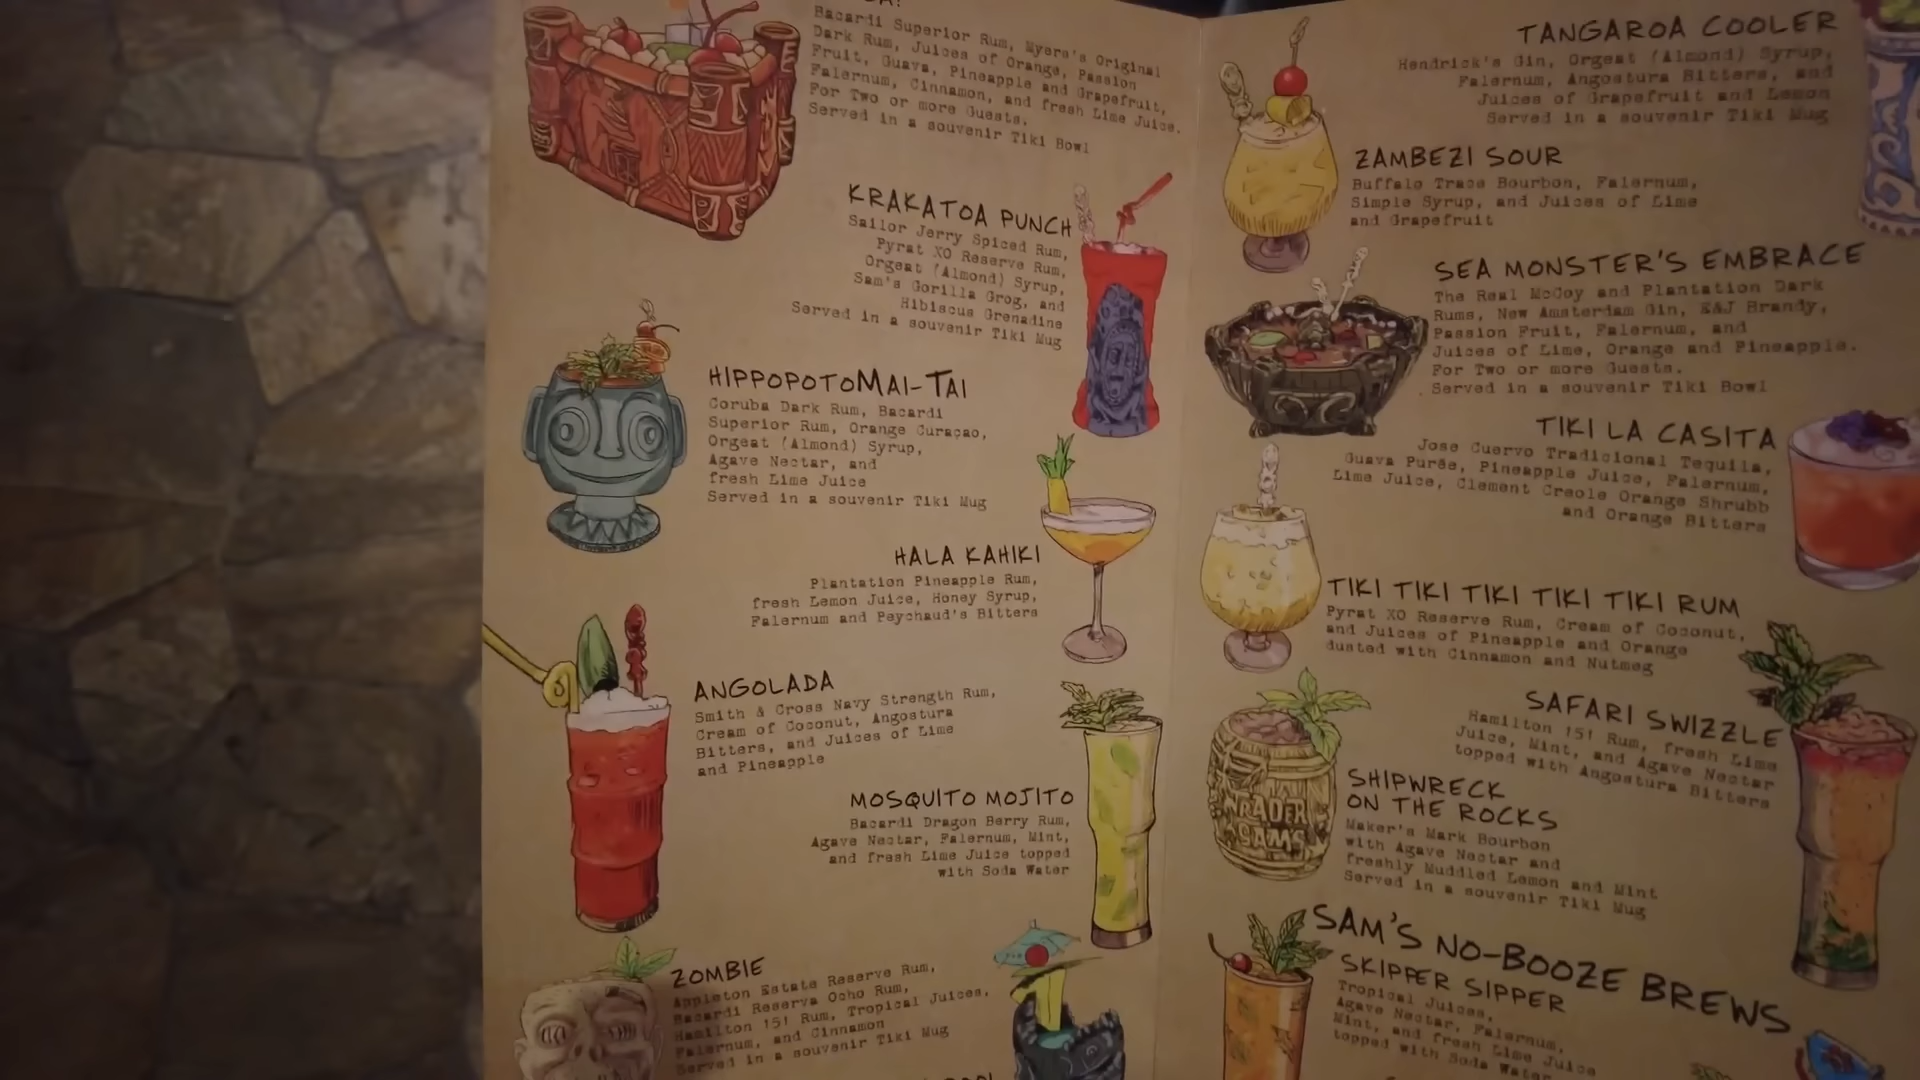 Bacardi Superior Rum, Myers's Original
Dark Rum, Juices of Orange, Passion
Fruit, Guava, Pineapple and Grapefruit,
Falernum, Cinnamon, and fresh Lime Juice.
For Two or more Guests.
Served in a souvenir Tiki Bowl
KRAKATOA PUNCH
Sailor Jerry Spiced Rum,
Pyrat XO Reserve Rum,
Orgeat (Almond) Syrup,
Sam's Gorilla Grog, and
Hibiscus Grenadine
Served in a souvenir Tiki Mug
HIPPOPOTOMAI-TAI
Coruba Dark Rum, Bacardi
Superior Rum, Orange Curaçao,
Orgeat (Almond) Syrup,
Agave Nectar, and
fresh Lime Juice
Served in a souvenir Tiki Mug
HALA KAHIKI
Plantation Pineapple Rum,
fresh Lemon Juice, Honey Syrup,
Falernum and Peychaud's Bitters
ANGOLADA
Smith & Cross Navy Strength Rum,
Cream of Coconut, Angostura
Bitters, and Juices of Lime
and Pineapple
MOSQUITO MOJITO
Bacardi Dragon Berry Rum,
Agave Nectar, Falernum, Mint,
and fresh Lime Juice topped
with Soda Water
ZOMBIE
Appleton Estate Reserve Rum,
Bacardi Reserva Ocho Rum,
Hamilton 151 Rum, Tropical Juices,
Falernum, and Cinnamon
Served in a souvenir Tiki Mug
TANGAROA COOLER
Hendrick's Gin, Orgeat (Almond) Syrup,
Falernum, Angostura Bitters, and
Juices of Grapefruit and Lemon
Served in a souvenir Tiki Mug
ZAMBEZI SOUR
Buffalo Trace Bourbon, Falernum,
Simple Syrup, and Juices of Lime
and Grapefruit
SEA MONSTER'S EMBRACE
The Real McCoy and Plantation Dark
Rums, New Amsterdam Gin, E&J Brandy,
Passion Fruit, Falernum, and
Juices of Lime, Orange and Pineapple.
For Two or more Guests.
Served in a souvenir Tiki Bowl
TIKI LA CASITA
Jose Cuervo Tradicional Tequila,
Guava Purée, Pineapple Juice, Falernum,
Lime Juice, Clement Creole Orange Shrubb
and Orange Bitters
TIKI TIKI TIKI TIKI TIKI RUM
Pyrat XO Reserve Rum, Cream of Coconut,
and Juices of Pineapple and Orange
dusted with Cinnamon and Nutmeg
SAFARI SWIZZLE
Hamilton 151 Rum, fresh Lime
Juice, Mint, and Agave Nectar
topped with Angostura Bitters
TRADER
SAM'S
SHIPWRECK
ON THE ROCKS
Maker's Mark Bourbon
with Agave Nectar and
freshly Muddled Lemon and Mint
Served in a souvenir Tiki Mug
SAM'S NO-BOOZE BREWS
SKIPPER SIPPER
Tropical Juices,
Agave Nectar, Falernum,
Mint, and fresh Lime Juice
topped with Soda Water